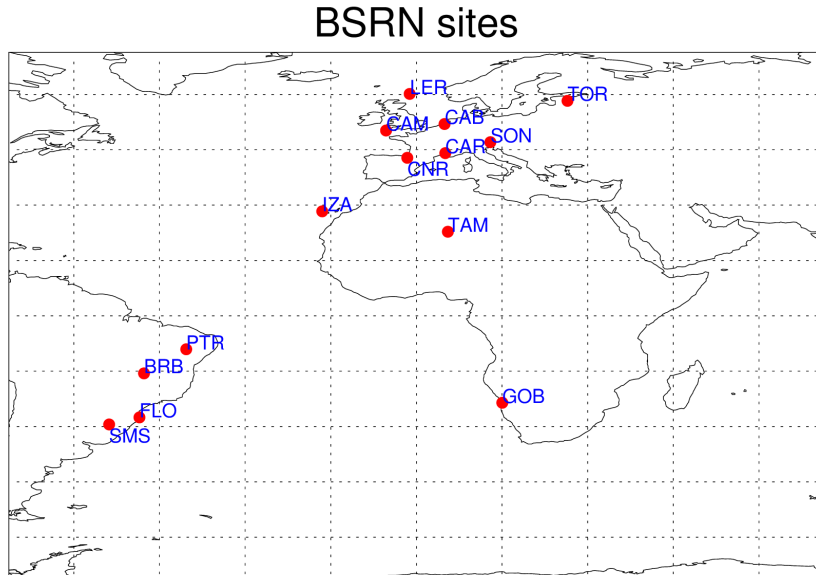 BSRN sites
LER
TOR
CAM
CAB
SON
CAR
CNR
IZA
TAM
PTR
BRB
GOB
FLO
SMS